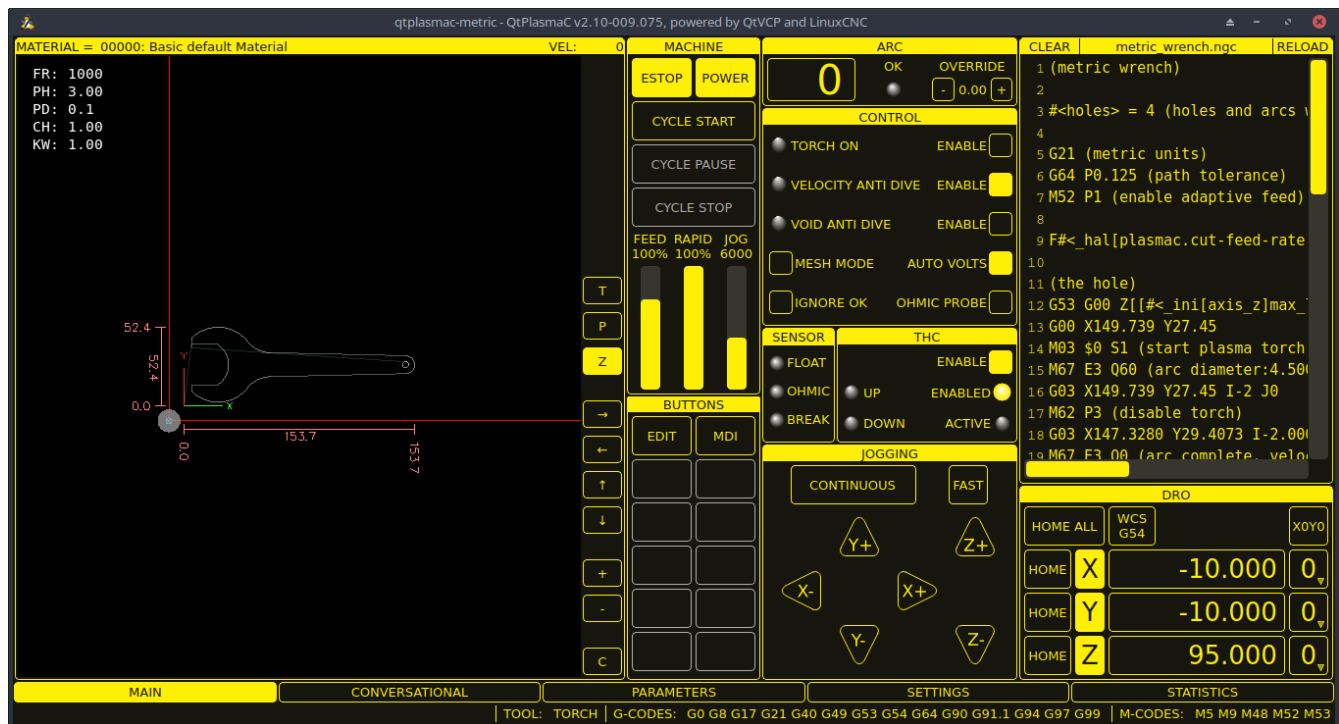 qtplasmac-metric - QtPlasmaC v2.10-009.075, powered by QtVCP and LinuxCNC
MATERIAL = 00000: Basic default Material VEL: 0
FR: 1000
PH: 3.00
PD: 0.1
CH: 1.00
KW: 1.00
52.4
52.4
0.0
Y
X
0.0
153.7
153.7
T
P
Z
→
←
↑
↓
+
-
C
MACHINE
ESTOP POWER
CYCLE START
CYCLE PAUSE
CYCLE STOP
FEED RAPID JOG
100% 100% 6000
BUTTONS
EDIT MDI
ARC
0 OK OVERRIDE
- 0.00 +
CONTROL
TORCH ON ENABLE
VELOCITY ANTI DIVE ENABLE
VOID ANTI DIVE ENABLE
MESH MODE AUTO VOLTS
IGNORE OK OHMIC PROBE
SENSOR
FLOAT
OHMIC
BREAK
THC
ENABLE
UP ENABLED
DOWN ACTIVE
JOGGING
CONTINUOUS FAST
Y+ Z+
X- X+
Y- Z-
CLEAR metric_wrench.ngc RELOAD
1 (metric wrench)
2
3 #<holes> = 4 (holes and arcs
4
5 G21 (metric units)
6 G64 P0.125 (path tolerance)
7 M52 P1 (enable adaptive feed)
8
9 F#<_hal[plasmac.cut-feed-rate
10
11 (the hole)
12 G53 G00 Z[[#<_ini[axis_z]max_
13 G00 X149.739 Y27.45
14 M03 $0 S1 (start plasma torch
15 M67 E3 Q60 (arc diameter:4.500
16 G03 X149.739 Y27.45 I-2 J0
17 M62 P3 (disable torch)
18 G03 X147.3280 Y29.4073 I-2.000
19 M67 E3 Q0 (arc complete, velo
DRO
HOME ALL WCS G54 X0Y0
HOME X -10.000 0
HOME Y -10.000 0
HOME Z 95.000 0
MAIN CONVERSATIONAL PARAMETERS SETTINGS STATISTICS
TOOL: TORCH G-CODES: G0 G8 G17 G21 G40 G49 G53 G54 G64 G90 G91.1 G94 G97 G99 M-CODES: M5 M9 M48 M52 M53